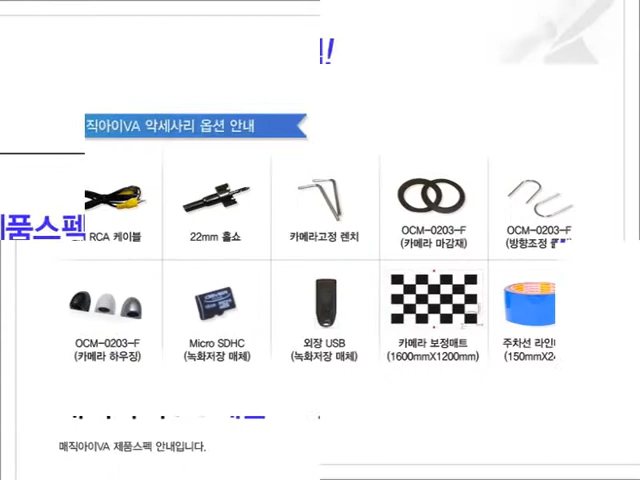 !
직아이VA 악세사리 옵션 안내
제품스펙
RCA 케이블
22mm 홀쇼
카메라고정 렌치
OCM-0203-F
(카메라 마감재)
OCM-0203-F
(방향조정
OCM-0203-F
(카메라 하우징)
Micro SDHC
(녹화저장 매체)
외장 USB
(녹화저장 매체)
카메라 보정매트
(1600mmX1200mm)
주차선
(150mmX2
매직아이VA 제품스펙 안내입니다.